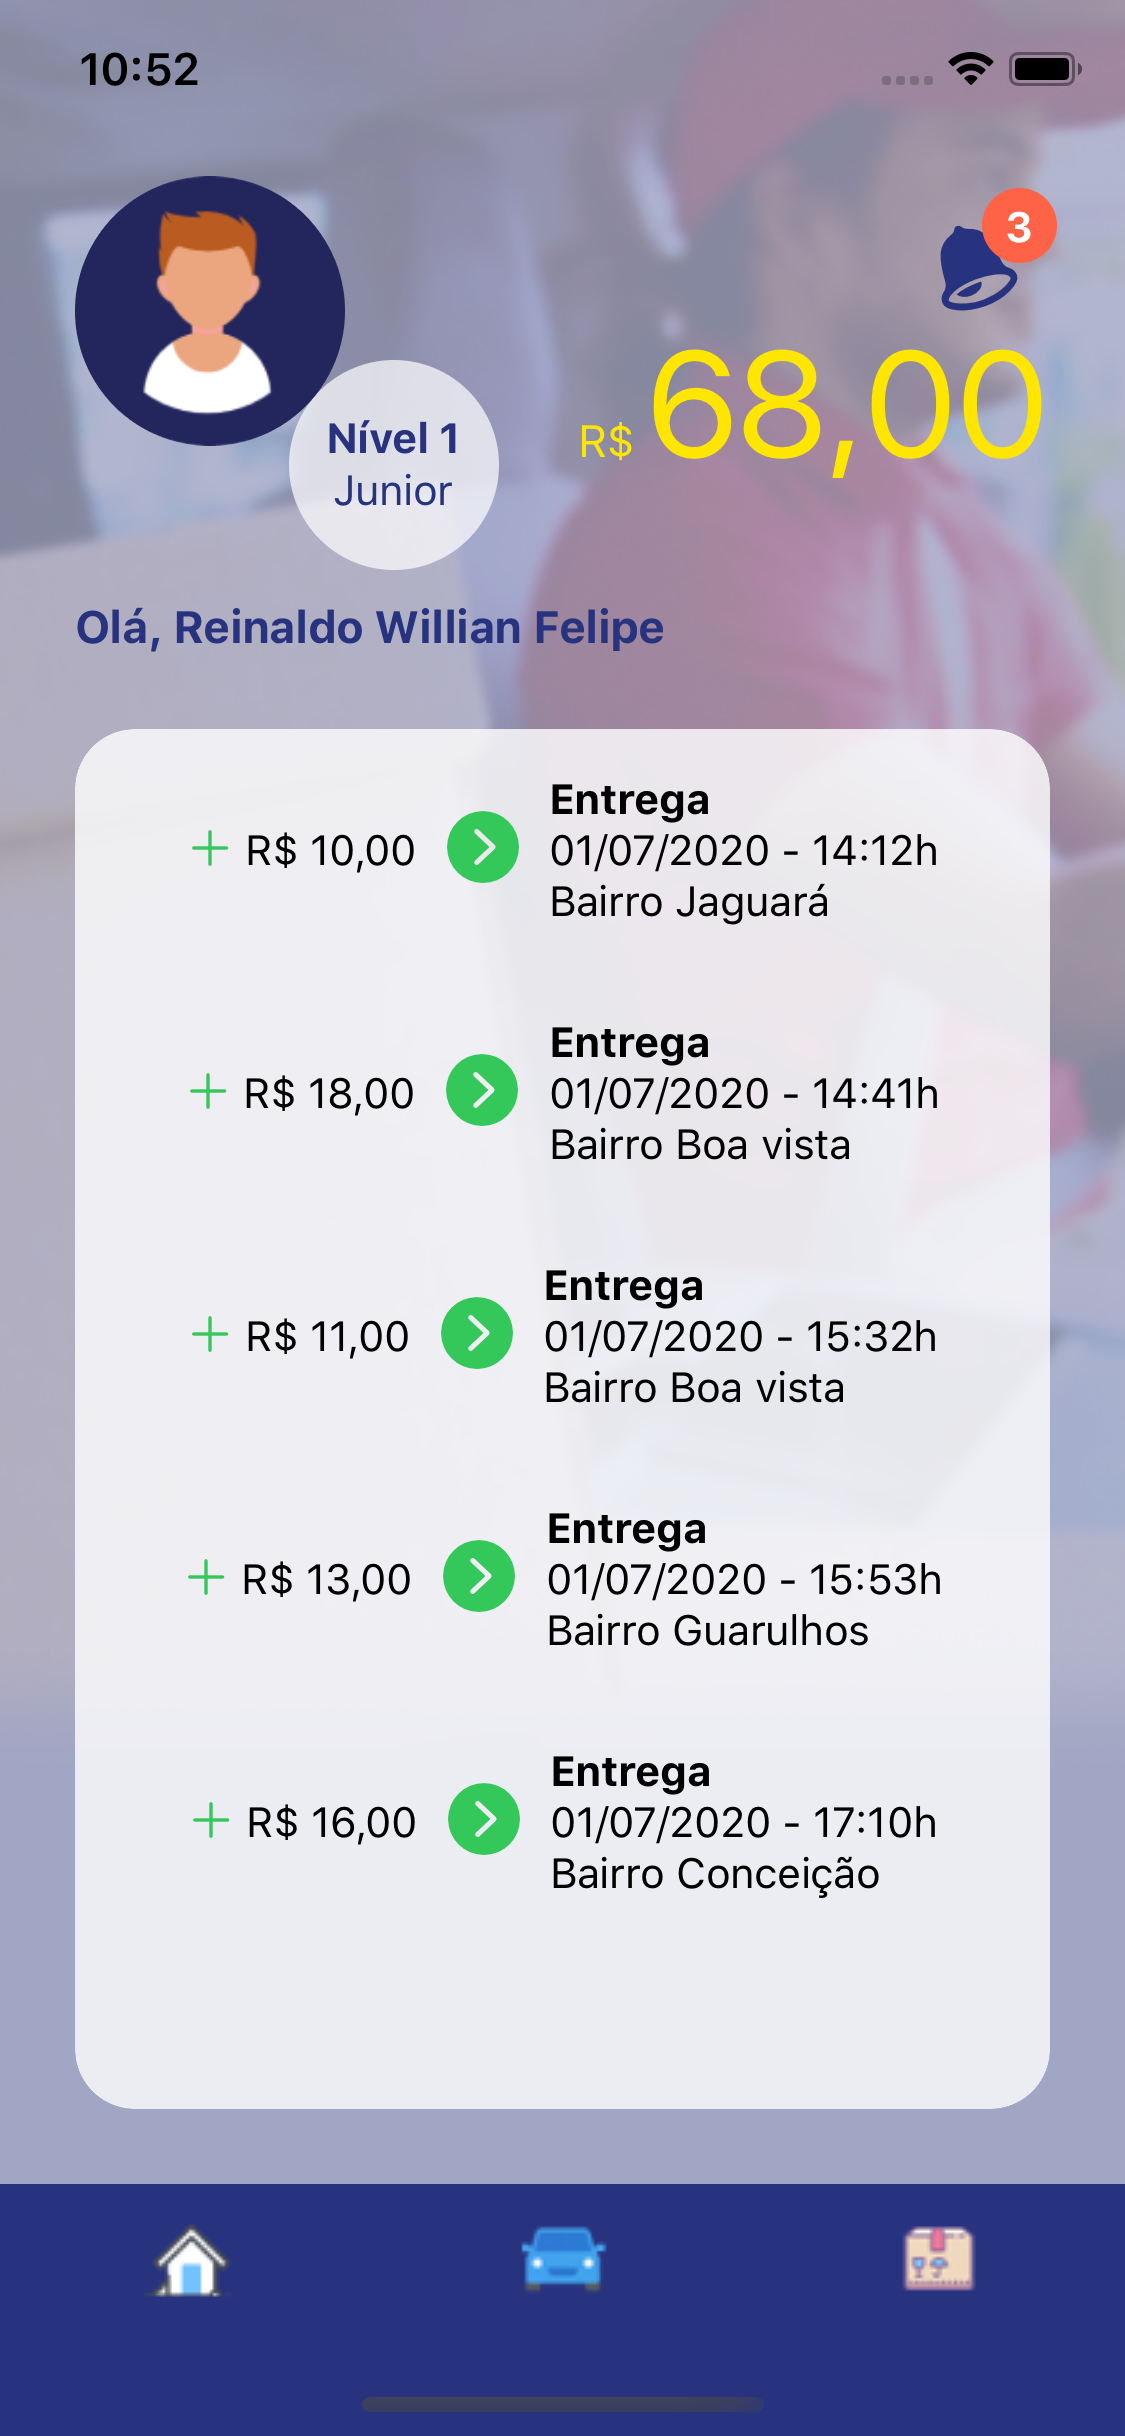 10:52
3
R$ 68,00
Nível 1
Junior
Olá, Reinaldo Willian Felipe
Entrega
+ R$ 10,00
01/07/2020 - 14:12h
Bairro Jaguará
Entrega
+ R$ 18,00
01/07/2020 - 14:41h
Bairro Boa vista
Entrega
+ R$ 11,00
01/07/2020 - 15:32h
Bairro Boa vista
Entrega
+ R$ 13,00
01/07/2020 - 15:53h
Bairro Guarulhos
Entrega
+ R$ 16,00
01/07/2020 - 17:10h
Bairro Conceição